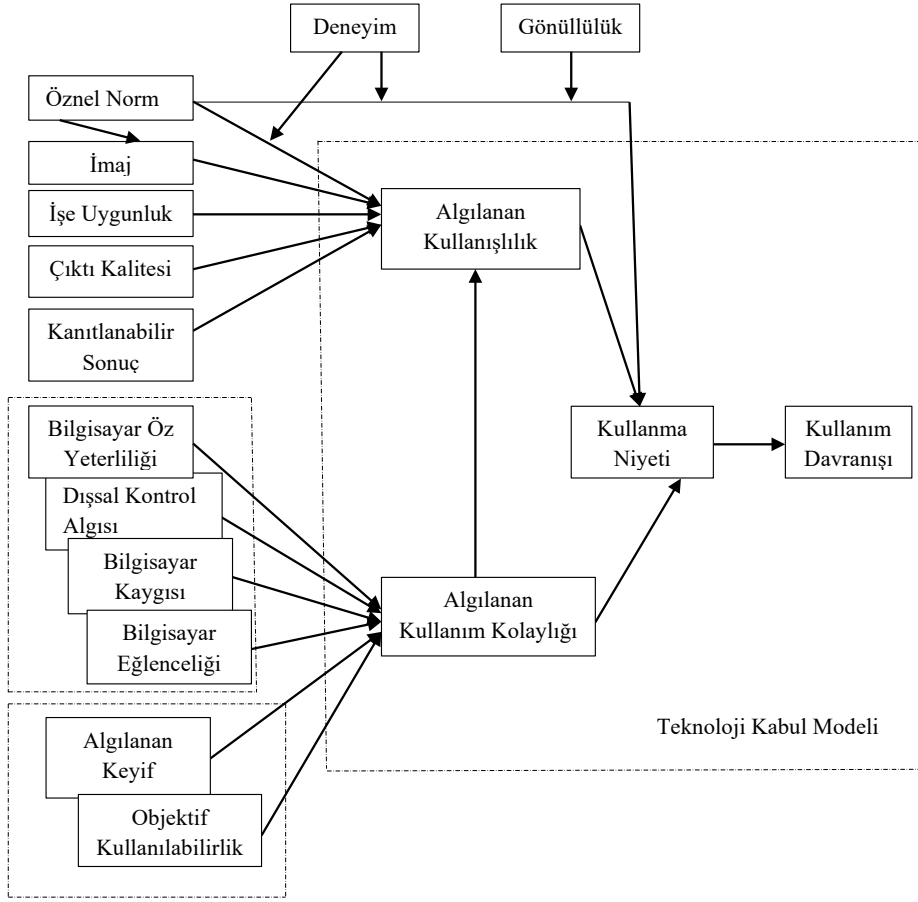 Deneyim
Gönüllülük
Öznel Norm
İmaj
İşe Uygunluk
Çıktı Kalitesi
Kanıtlanabilir
Sonuç
Algılanan
Kullanışlılık
Bilgisayar Öz
Yeterliliği
Dışsal Kontrol
Algısı
Bilgisayar
Kaygısı
Bilgisayar
Eğlenceliği
Kullanma
Niyeti
Kullanım
Davranışı
Algılanan
Kullanım Kolaylığı
Teknoloji Kabul Modeli
Algılanan
Keyif
Objektif
Kullanılabilirlik